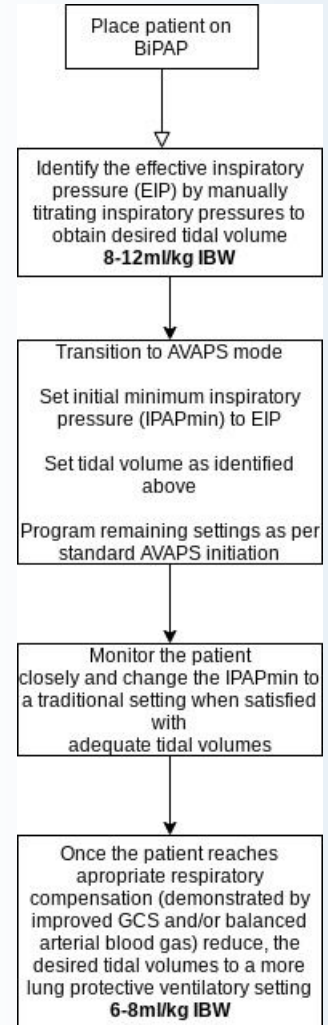 Place patient on
BiPAP
Identify the effective inspiratory
pressure (EIP) by manually
titrating inspiratory pressures to
obtain desired tidal volume
8-12ml/kg IBW
Transition to AVAPS mode
Set initial minimum inspiratory
pressure (IPAPmin) to EIP
Set tidal volume as identified
above
Program remaining settings as per
standard AVAPS initiation
Monitor the patient
closely and change the IPAPmin to
a traditional setting when satisfied
with
adequate tidal volumes
Once the patient reaches
apropriate respiratory
compensation (demonstrated by
improved GCS and/or balanced
arterial blood gas) reduce, the
desired tidal volumes to a more
lung protective ventilatory setting
6-8ml/kg IBW